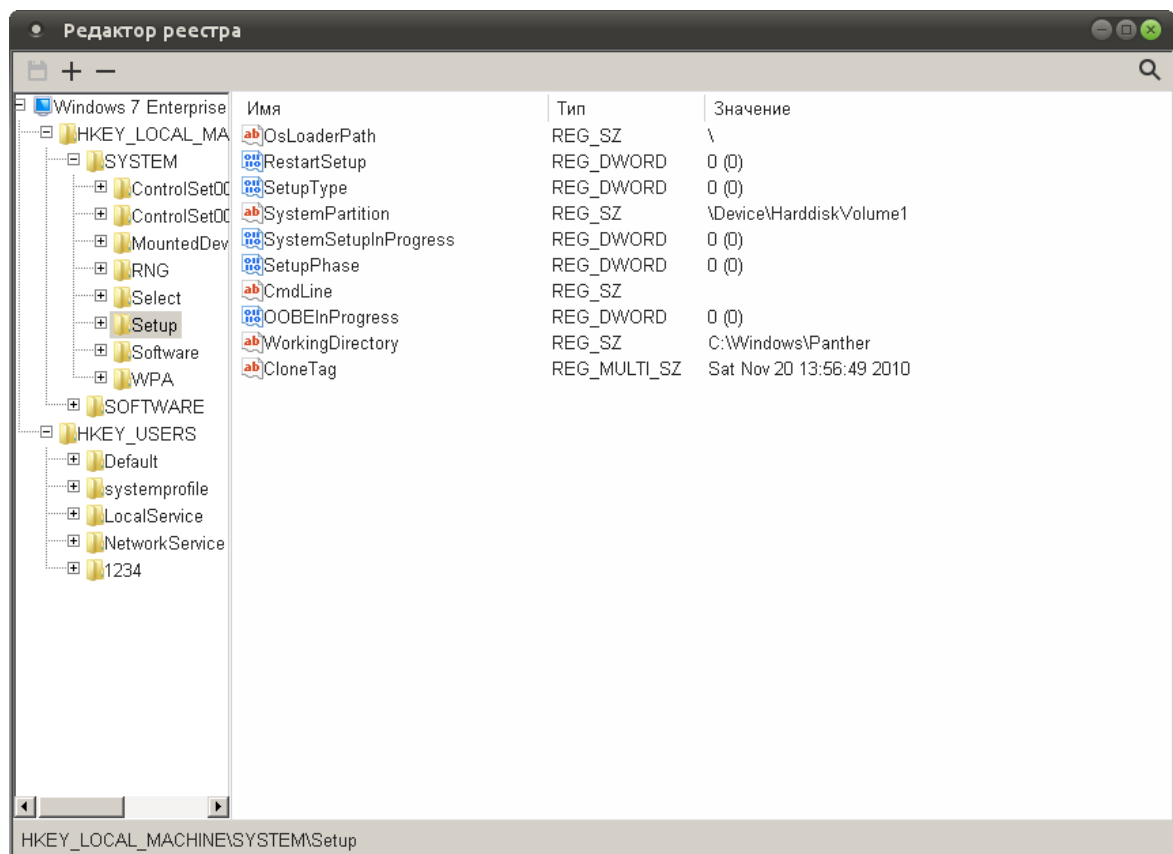 Редактор реестра
Windows 7 Enterprise
HKEY_LOCAL_MA
SYSTEM
ControlSet00
ControlSet00
MountedDev
RNG
Select
Setup
Software
WPA
SOFTWARE
HKEY_USERS
Default
systemprofile
LocalService
NetworkService
1234
Имя Тип Значение
OsLoaderPath REG_SZ \
RestartSetup REG_DWORD 0 (0)
SetupType REG_DWORD 0 (0)
SystemPartition REG_SZ \Device\HarddiskVolume1
SystemSetupInProgress REG_DWORD 0 (0)
SetupPhase REG_DWORD 0 (0)
CmdLine REG_SZ
OOBEInProgress REG_DWORD 0 (0)
WorkingDirectory REG_SZ C:\Windows\Panther
CloneTag REG_MULTI_SZ Sat Nov 20 13:56:49 2010
HKEY_LOCAL_MACHINE\SYSTEM\Setup